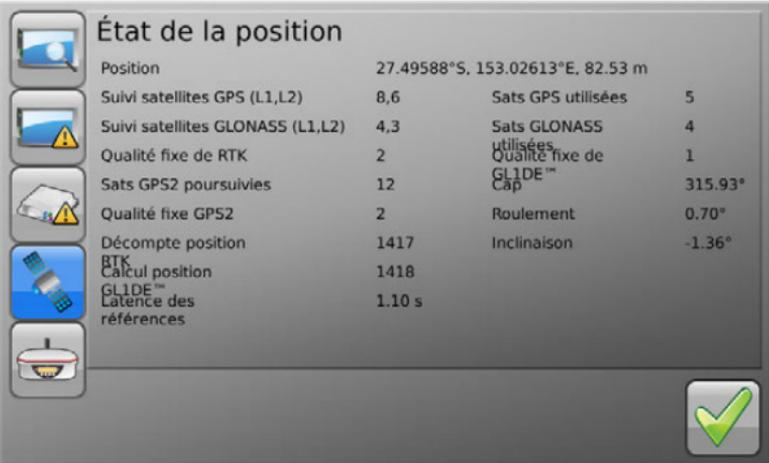 État de la position
Position 27.49588°S, 153.02613°E, 82.53 m
Suivi satellites GPS (L1,L2) 8,6 Sats GPS utilisées 5
Suivi satellites GLONASS (L1,L2) 4,3 Sats GLONASS utilisées 4
Qualité fixe de RTK 2 Qualité fixe de GL1DE™ 1
Sats GPS2 poursuivies 12 Cap 315.93°
Qualité fixe GPS2 2 Roulement 0.70°
Décompte position RTK 1417 Inclinaison -1.36°
Calcul position GL1DE™ 1418
Latence des références 1.10 s